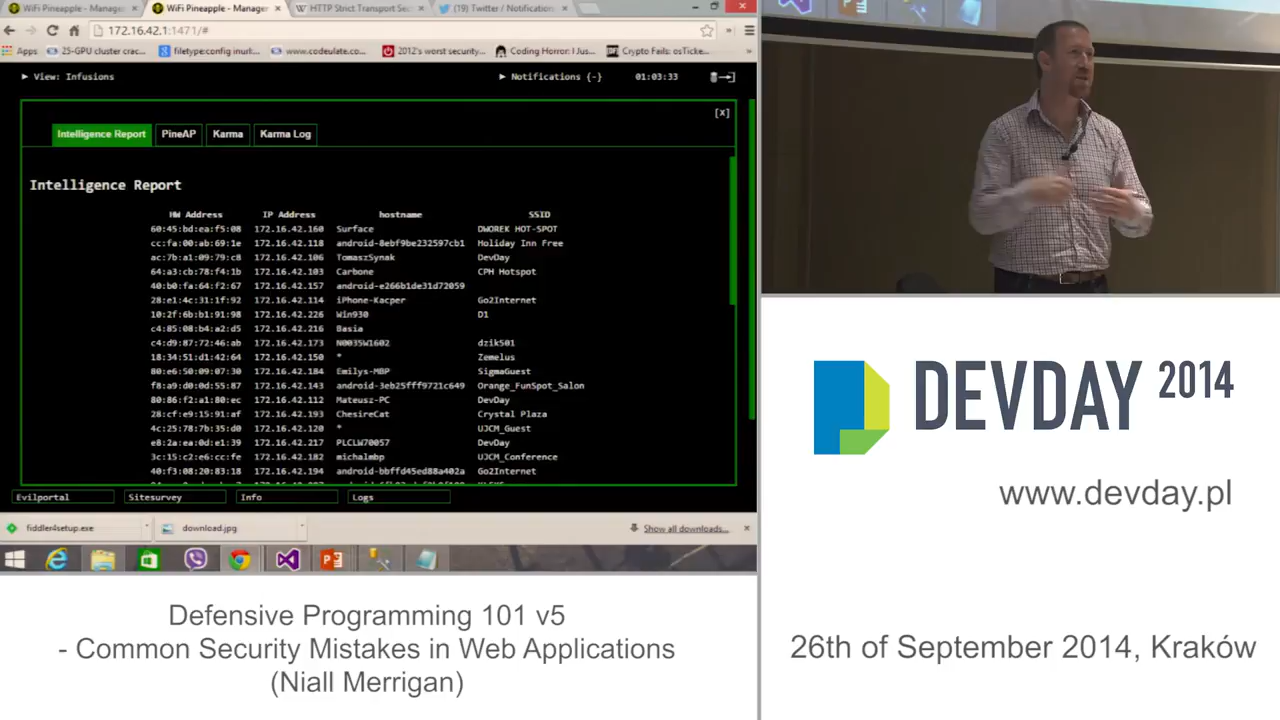 WiFi Pineapple - Manage
WiFi Pineapple - Manage
HTTP Strict Transport Se
(19) Twitter / Notification
172.16.42.1:1471/#
Apps
25-GPU cluster crac...
filetype:config inurl...
www.codeulate.co...
2012's worst security...
Coding Horror: I Jus...
Crypto Fails: osTicke...
View: Infusions
Notifications {-}
01:03:33
[X]
Intelligence Report
PineAP
Karma
Karma Log
Intelligence Report
HW Address IP Address hostname SSID
60:45:bd:ea:f5:08 172.16.42.160 Surface DWOREK HOT-SPOT
cc:fa:00:ab:69:1e 172.16.42.118 android-8ebf9be232597cb1 Holiday Inn Free
ac:7b:a1:09:79:c8 172.16.42.106 TomaszSynak DevDay
64:a3:cb:78:f4:1b 172.16.42.103 Carbone CPH Hotspot
40:b0:fa:64:f2:67 172.16.42.157 android-e266b1de31d72059
28:e1:4c:31:1f:92 172.16.42.114 iPhone-Kacper Go2Internet
10:2f:6b:b1:91:98 172.16.42.226 Win930 D1
c4:85:08:b4:a2:d5 172.16.42.216 Basia
c4:d9:87:72:46:ab 172.16.42.173 N0035W1602 dzik501
18:34:51:d1:42:64 172.16.42.150 * Zemelus
80:e6:50:09:07:30 172.16.42.184 Emilys-MBP SigmaGuest
f8:a9:d0:0d:55:87 172.16.42.143 android-3eb25fff9721c649 Orange_FunSpot_Salon
80:86:f2:a1:80:ec 172.16.42.112 Mateusz-PC DevDay
28:cf:e9:15:91:af 172.16.42.193 ChesireCat Crystal Plaza
4c:25:78:7b:35:d0 172.16.42.120 * UJCM_Guest
e8:2a:ea:0d:e1:39 172.16.42.217 PLCLW70057 DevDay
3c:15:c2:e6:cc:fe 172.16.42.182 michalmbp UJCM_Conference
40:f3:08:20:83:18 172.16.42.194 android-bbffd45ed88a402a Go2Internet
Evilportal
Sitesurvey
Info
Logs
fiddler4setup.exe
download.jpg
Show all downloads...
DEVDAY 2014
www.devday.pl
Defensive Programming 101 v5
- Common Security Mistakes in Web Applications
(Niall Merrigan)
26th of September 2014, Kraków